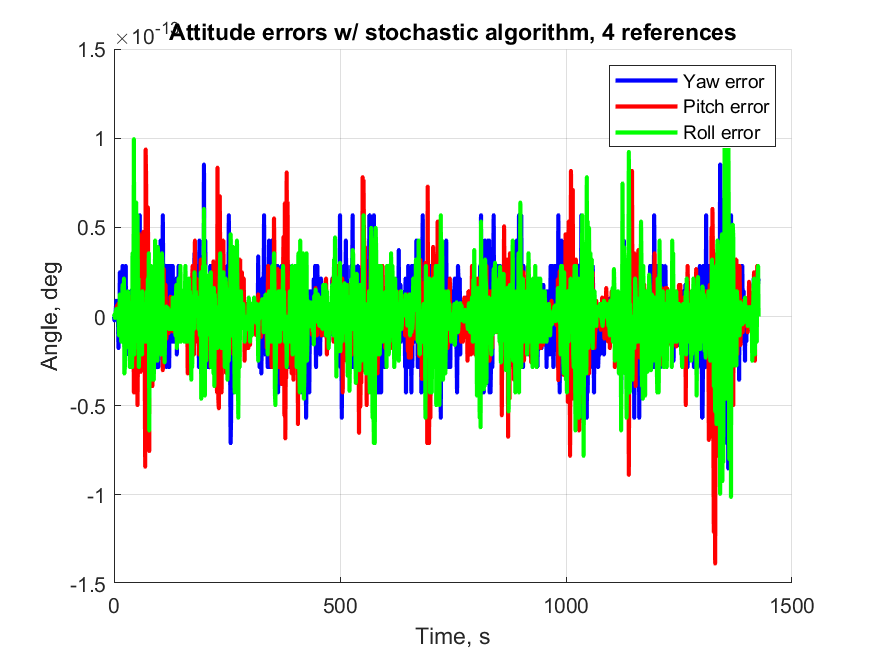 ×10-13
Attitude errors w/ stochastic algorithm, 4 references
1.5
1
0.5
0
-0.5
-1
-1.5
Angle, deg
0
500
1000
1500
Time, s
Yaw error
Pitch error
Roll error